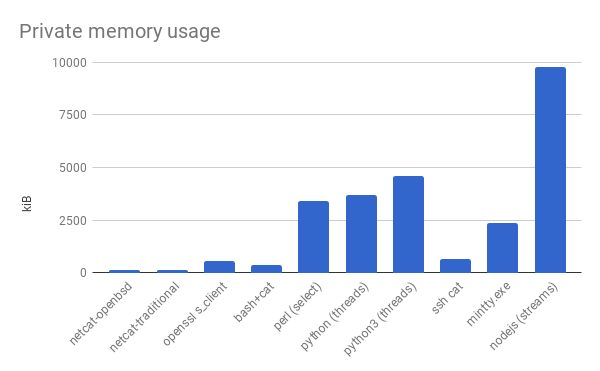 Private memory usage
10000
7500
5000
2500
0
kiB
netcat-openbsd
netcat-traditional
openssl s_client
bash+cat
perl (select)
python (threads)
python3 (threads)
ssh cat
mintty.exe
nodejs (streams)